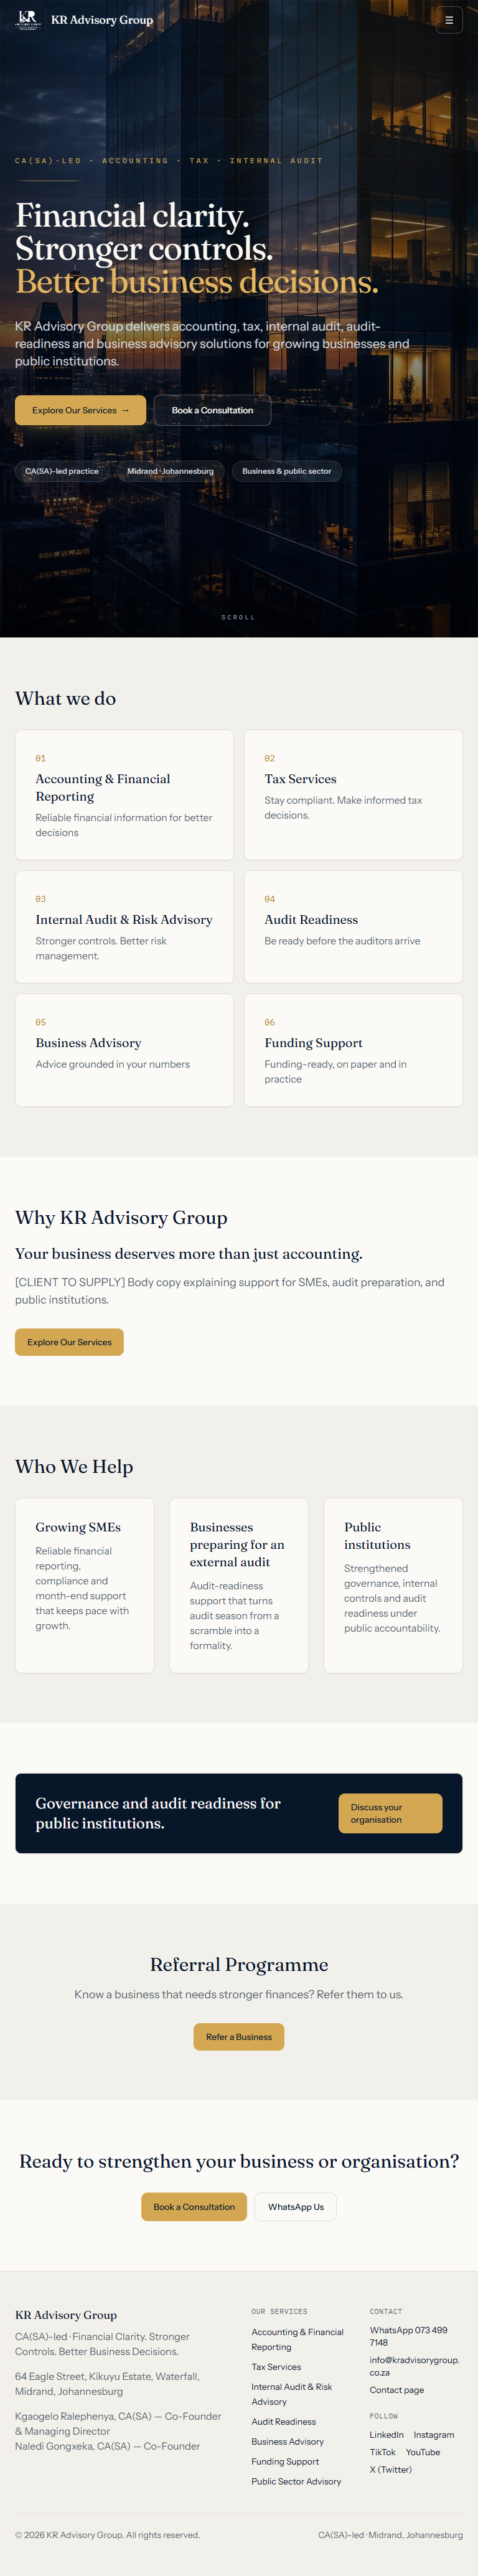 KR
KR Advisory Group
CA(SA)-LED · ACCOUNTING · TAX · INTERNAL AUDIT
Financial clarity.
Stronger controls.
Better business decisions.
KR Advisory Group delivers accounting, tax, internal audit, audit-
readiness and business advisory solutions for growing businesses and
public institutions.
Explore Our Services →
Book a Consultation
CA(SA)-led practice
Midrand · Johannesburg
Business & public sector
SCROLL
What we do
01
Accounting & Financial
Reporting
Reliable financial information for better
decisions
02
Tax Services
Stay compliant. Make informed tax
decisions.
03
Internal Audit & Risk Advisory
Stronger controls. Better risk
management.
04
Audit Readiness
Be ready before the auditors arrive
05
Business Advisory
Advice grounded in your numbers
06
Funding Support
Funding-ready, on paper and in
practice
Why KR Advisory Group
Your business deserves more than just accounting.
[CLIENT TO SUPPLY] Body copy explaining support for SMEs, audit preparation, and
public institutions.
Explore Our Services
Who We Help
Growing SMEs
Reliable financial
reporting,
compliance and
month-end support
that keeps pace with
growth.
Businesses
preparing for an
external audit
Audit-readiness
support that turns
audit season from a
scramble into a
formality.
Public
institutions
Strengthened
governance, internal
controls and audit
readiness under
public accountability.
Governance and audit readiness for
public institutions.
Discuss your
organisation
Referral Programme
Know a business that needs stronger finances? Refer them to us.
Refer a Business
Ready to strengthen your business or organisation?
Book a Consultation
WhatsApp Us
KR Advisory Group
CA(SA)-led · Financial Clarity. Stronger
Controls. Better Business Decisions.
64 Eagle Street, Kikuyu Estate, Waterfall,
Midrand, Johannesburg
Kgaogelo Ralephenya, CA(SA) — Co-Founder
& Managing Director
Naledi Gongxeka, CA(SA) — Co-Founder
OUR SERVICES
Accounting & Financial
Reporting
Tax Services
Internal Audit & Risk
Advisory
Audit Readiness
Business Advisory
Funding Support
Public Sector Advisory
CONTACT
WhatsApp 073 499
7148
info@kradvisorygroup.
co.za
Contact page
FOLLOW
LinkedIn Instagram
TikTok YouTube
X (Twitter)
© 2026 KR Advisory Group. All rights reserved.
CA(SA)-led · Midrand, Johannesburg